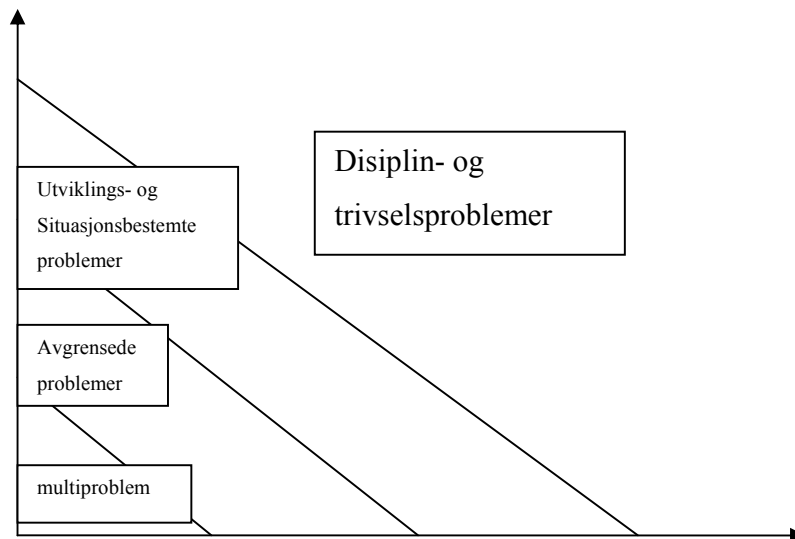 Disiplin- og
trivselsproblemer
Utviklings- og
Situasjonsbestemte
problemer
Avgrensede
problemer
multiproblem